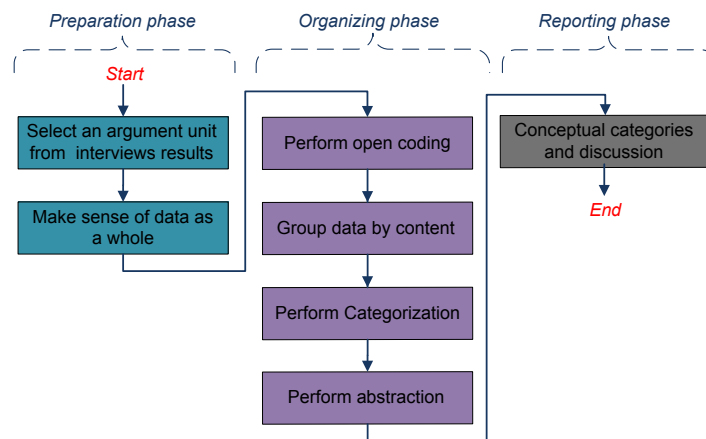 Preparation phase
Organizing phase
Reporting phase
Start
Select an argument unit
from interviews results
Make sense of data as
a whole
Perform open coding
Group data by content
Perform Categorization
Perform abstraction
Conceptual categories
and discussion
End